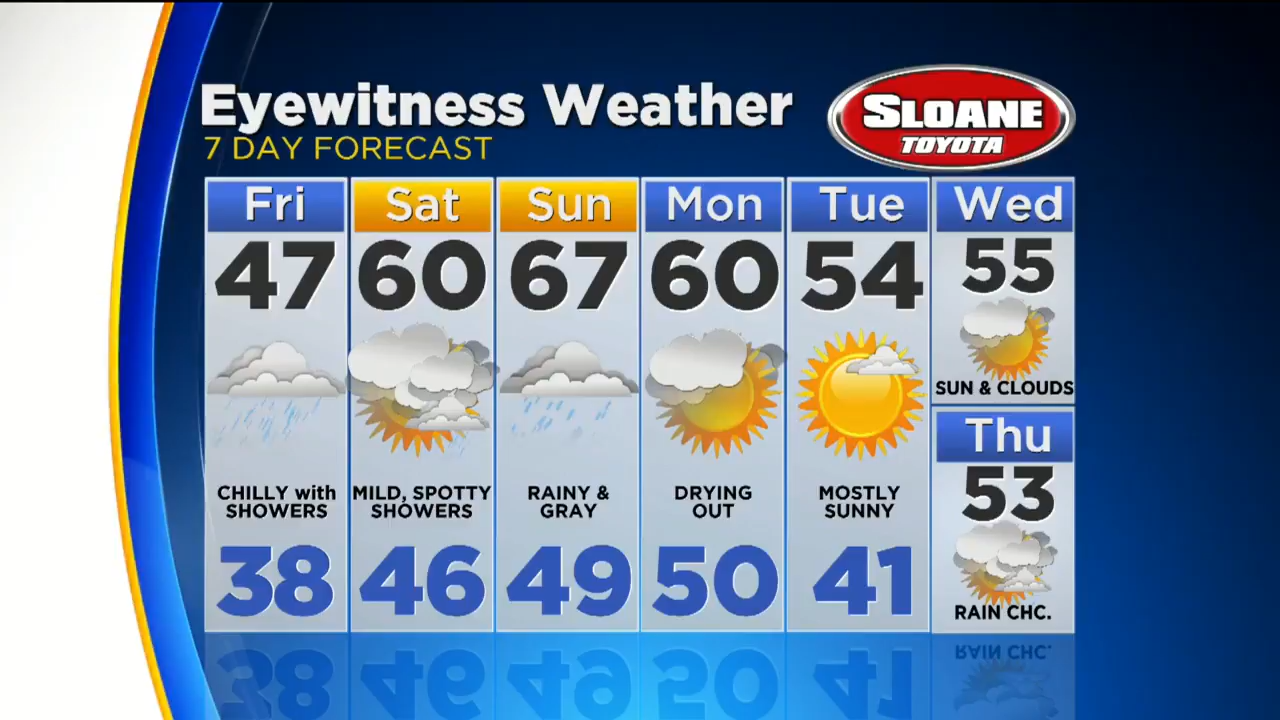 Eyewitness Weather
7 DAY FORECAST
SLOANE
TOYOTA
Fri
47
CHILLY with
SHOWERS
38
Sat
60
MILD, SPOTTY
SHOWERS
46
Sun
67
RAINY &
GRAY
49
Mon
60
DRYING
OUT
50
Tue
54
MOSTLY
SUNNY
41
Wed
55
SUN & CLOUDS
Thu
53
RAIN CHC.